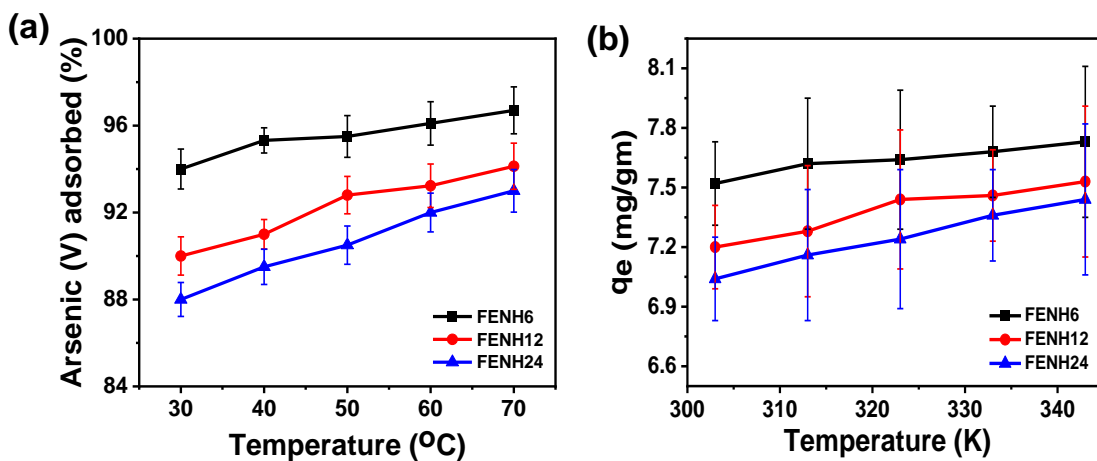 (a)
100
96
92
88
84
Arsenic (V) adsorbed (%)
FENH6
FENH12
FENH24
30 40 50 60 70
Temperature (OC)
(b)
8.1
7.8
7.5
7.2
6.9
6.6
qe (mg/gm)
FENH6
FENH12
FENH24
300 310 320 330 340
Temperature (K)